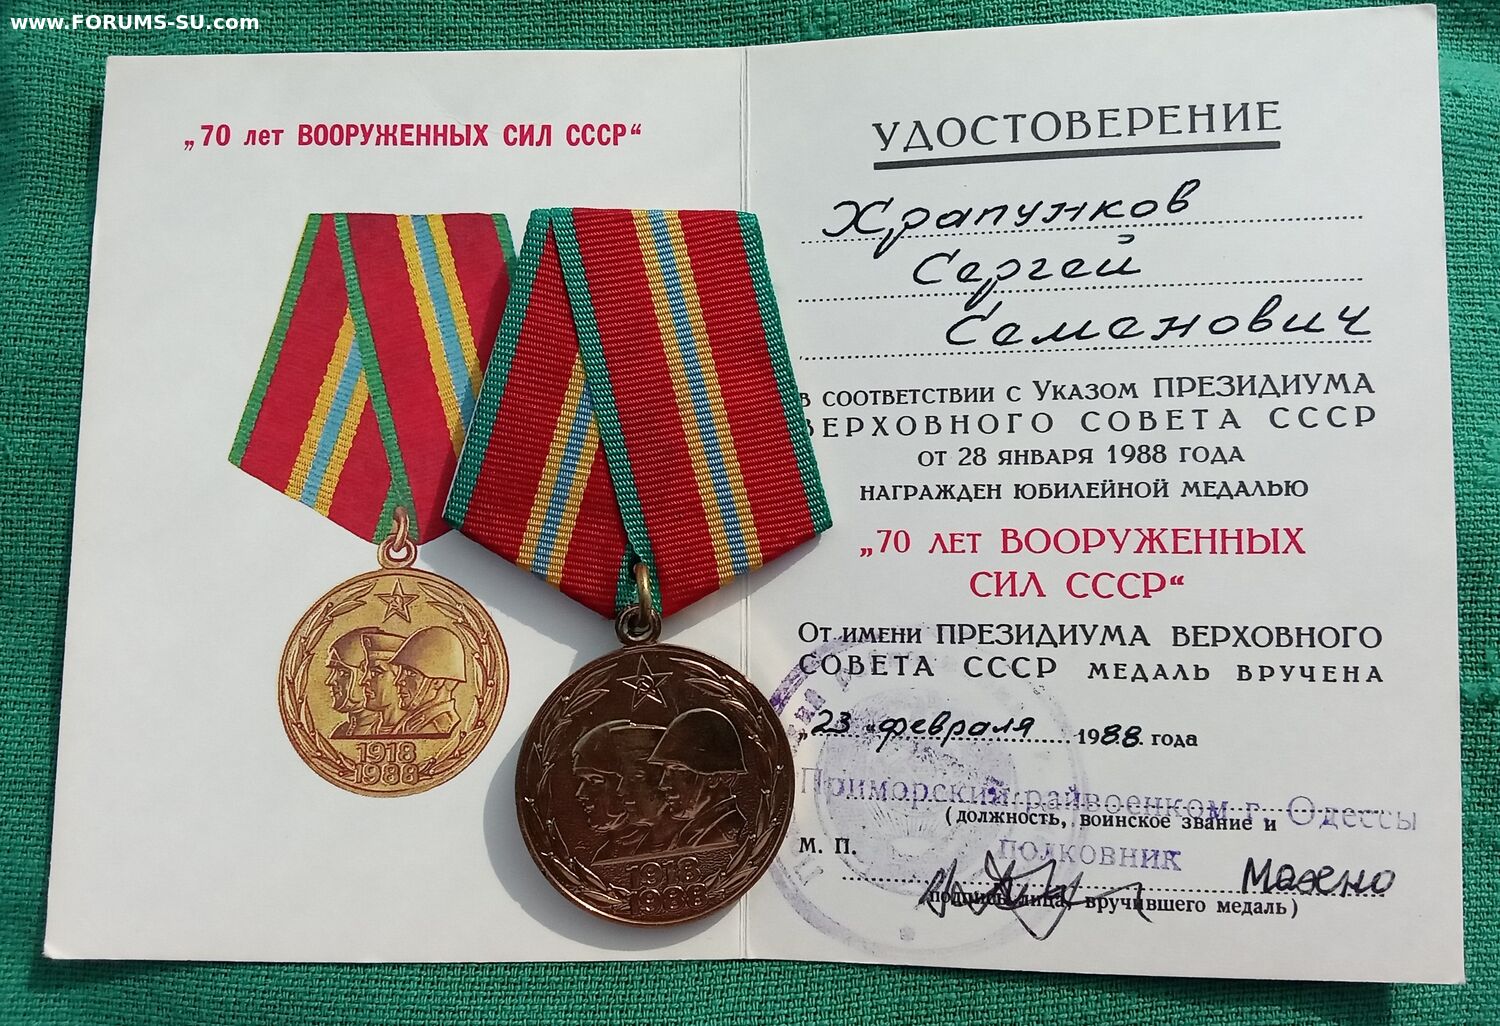 www.FORUMS-SU.com
„70 лет ВООРУЖЕННЫХ СИЛ СССР“
1918
1988
1918
1988
УДОСТОВЕРЕНИЕ
Храпунков
Сергей
Семенович
В СООТВЕТСТВИИ С УКАЗОМ ПРЕЗИДИУМА
ВЕРХОВНОГО СОВЕТА СССР
ОТ 28 ЯНВАРЯ 1988 ГОДА
НАГРАЖДЕН ЮБИЛЕЙНОЙ МЕДАЛЬЮ
„70 ЛЕТ ВООРУЖЕННЫХ
СИЛ СССР“
ОТ ИМЕНИ ПРЕЗИДИУМА ВЕРХОВНОГО
СОВЕТА СССР МЕДАЛЬ ВРУЧЕНА
„23 “ февраля 1988 года
Приморский райвоенком г. Одессы
(должность, воинское звание и
М. П.
полковник
подпись лица, вручившего медаль)